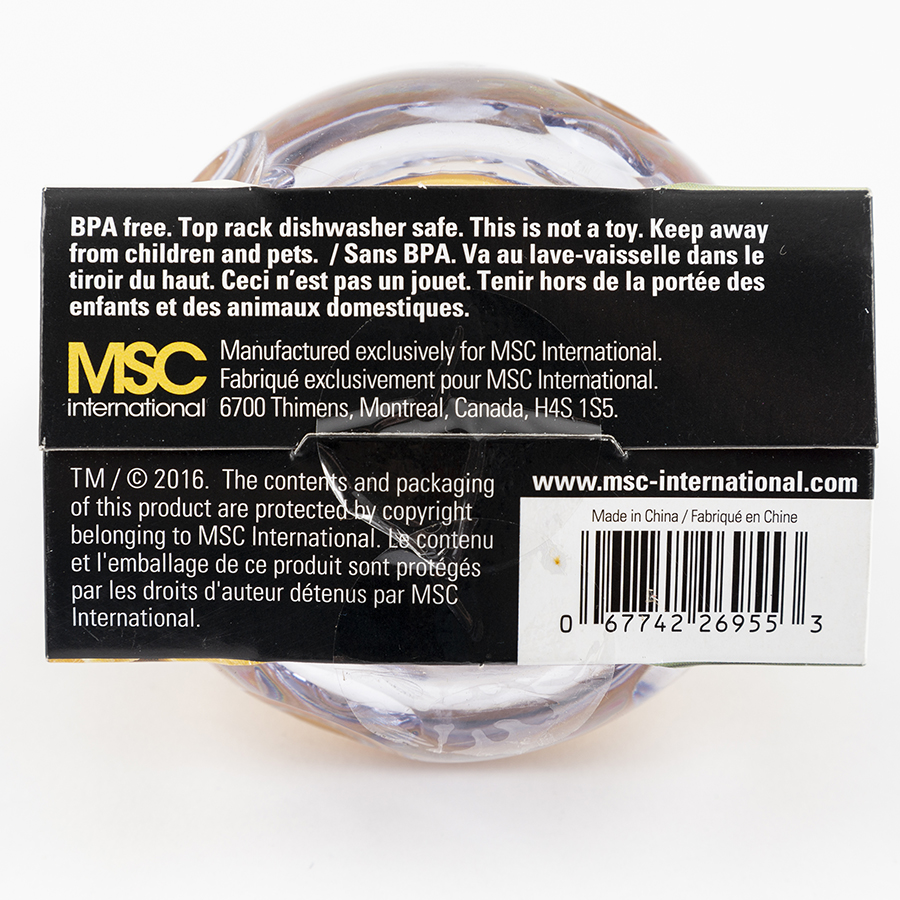 BPA free. Top rack dishwasher safe. This is not a toy. Keep away
from children and pets. / Sans BPA. Va au lave-vaisselle dans le
tiroir du haut. Ceci n'est pas un jouet. Tenir hors de la portée des
enfants et des animaux domestiques.
MSC
international
Manufactured exclusively for MSC International.
Fabriqué exclusivement pour MSC International.
6700 Thimens, Montreal, Canada, H4S 1S5.
TM / © 2016. The contents and packaging
of this product are protected by copyright
belonging to MSC International. Le contenu
et l'emballage de ce produit sont protégés
par les droits d'auteur détenus par MSC
International.
www.msc-international.com
Made in China / Fabriqué en Chine
0 67742 26955 3